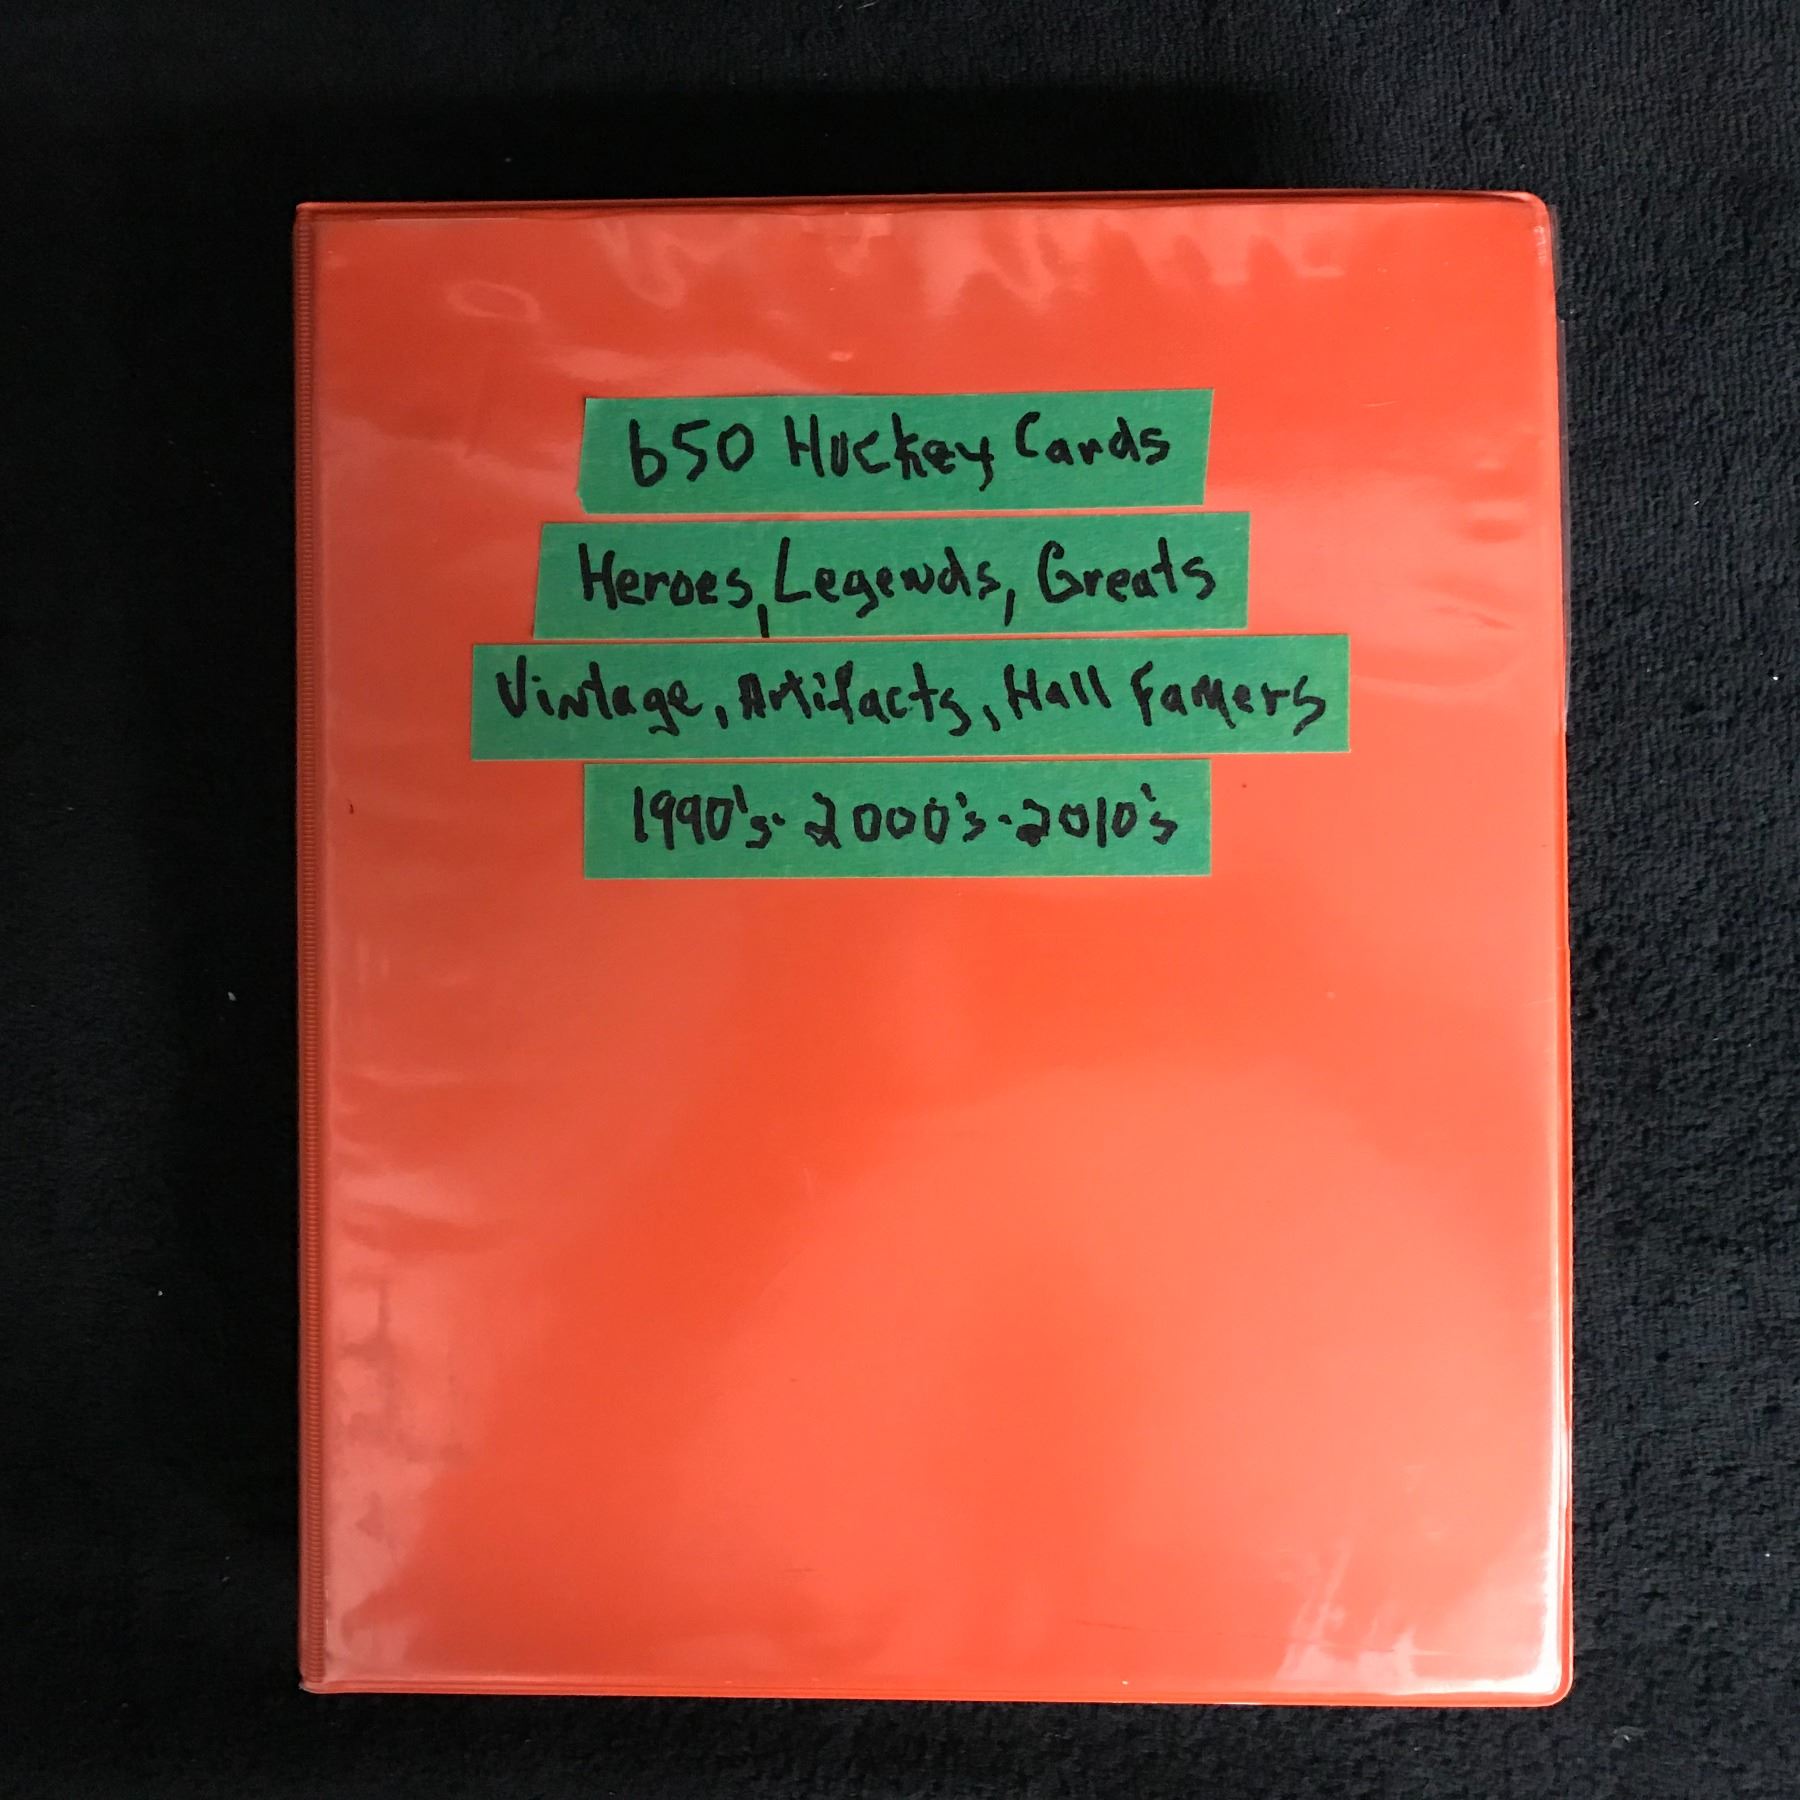 650 Hockey Cards
Heroes, Legends, Greats
Vintage, Artifacts, Hall Famers
1990's - 2000's - 2010's